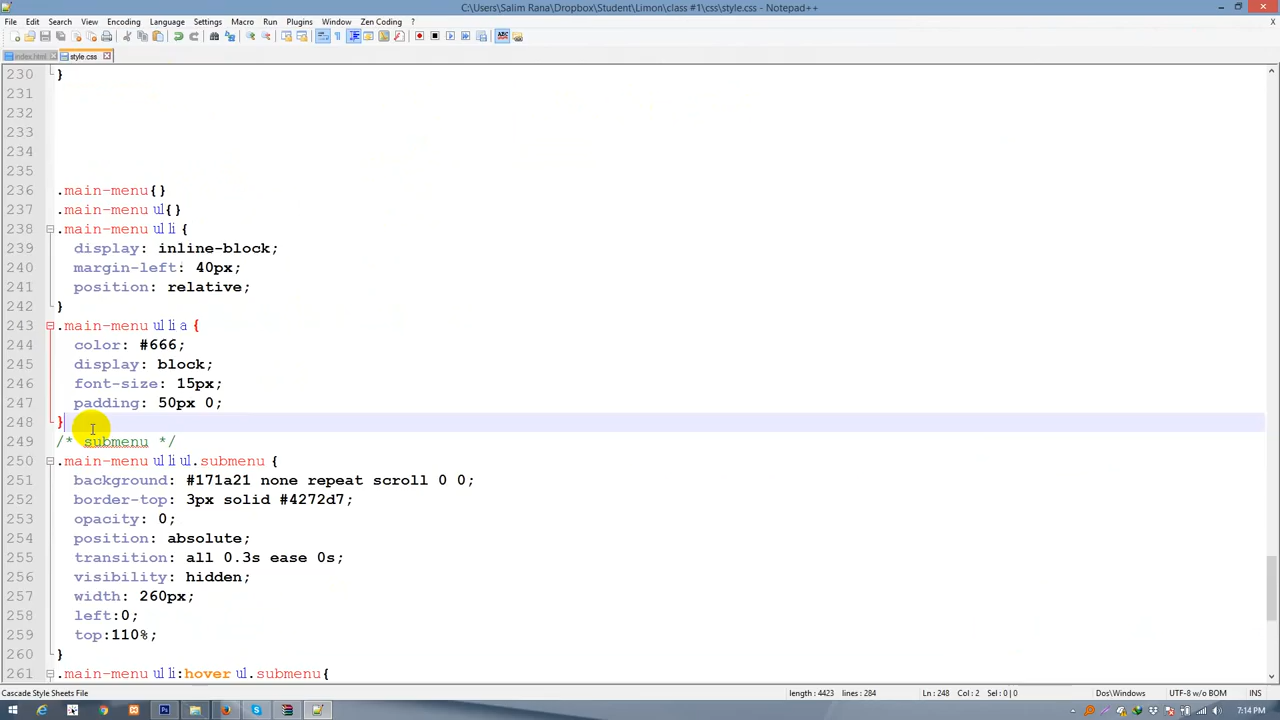 C:\Users\Salim Rana\Dropbox\Student\Limon\class #1\css\style.css - Notepad++
File Edit Search View Encoding Language Settings Macro Run Plugins Window Zen Coding ?
index.html style.css
230 }
231
232
233
234
235
236 .main-menu{}
237 .main-menu ul{}
238 .main-menu ul li {
239 display: inline-block;
240 margin-left: 40px;
241 position: relative;
242 }
243 .main-menu ul li a {
244 color: #666;
245 display: block;
246 font-size: 15px;
247 padding: 50px 0;
248 }
249 /* submenu */
250 .main-menu ul li ul.submenu {
251 background: #171a21 none repeat scroll 0 0;
252 border-top: 3px solid #4272d7;
253 opacity: 0;
254 position: absolute;
255 transition: all 0.3s ease 0s;
256 visibility: hidden;
257 width: 260px;
258 left:0;
259 top:110%;
260 }
261 .main-menu ul li:hover ul.submenu{
Cascade Style Sheets File length : 4423 lines : 284 Ln : 248 Col : 2 Sel : 0 | 0 Dos\Windows UTF-8 w/o BOM INS
7:14 PM